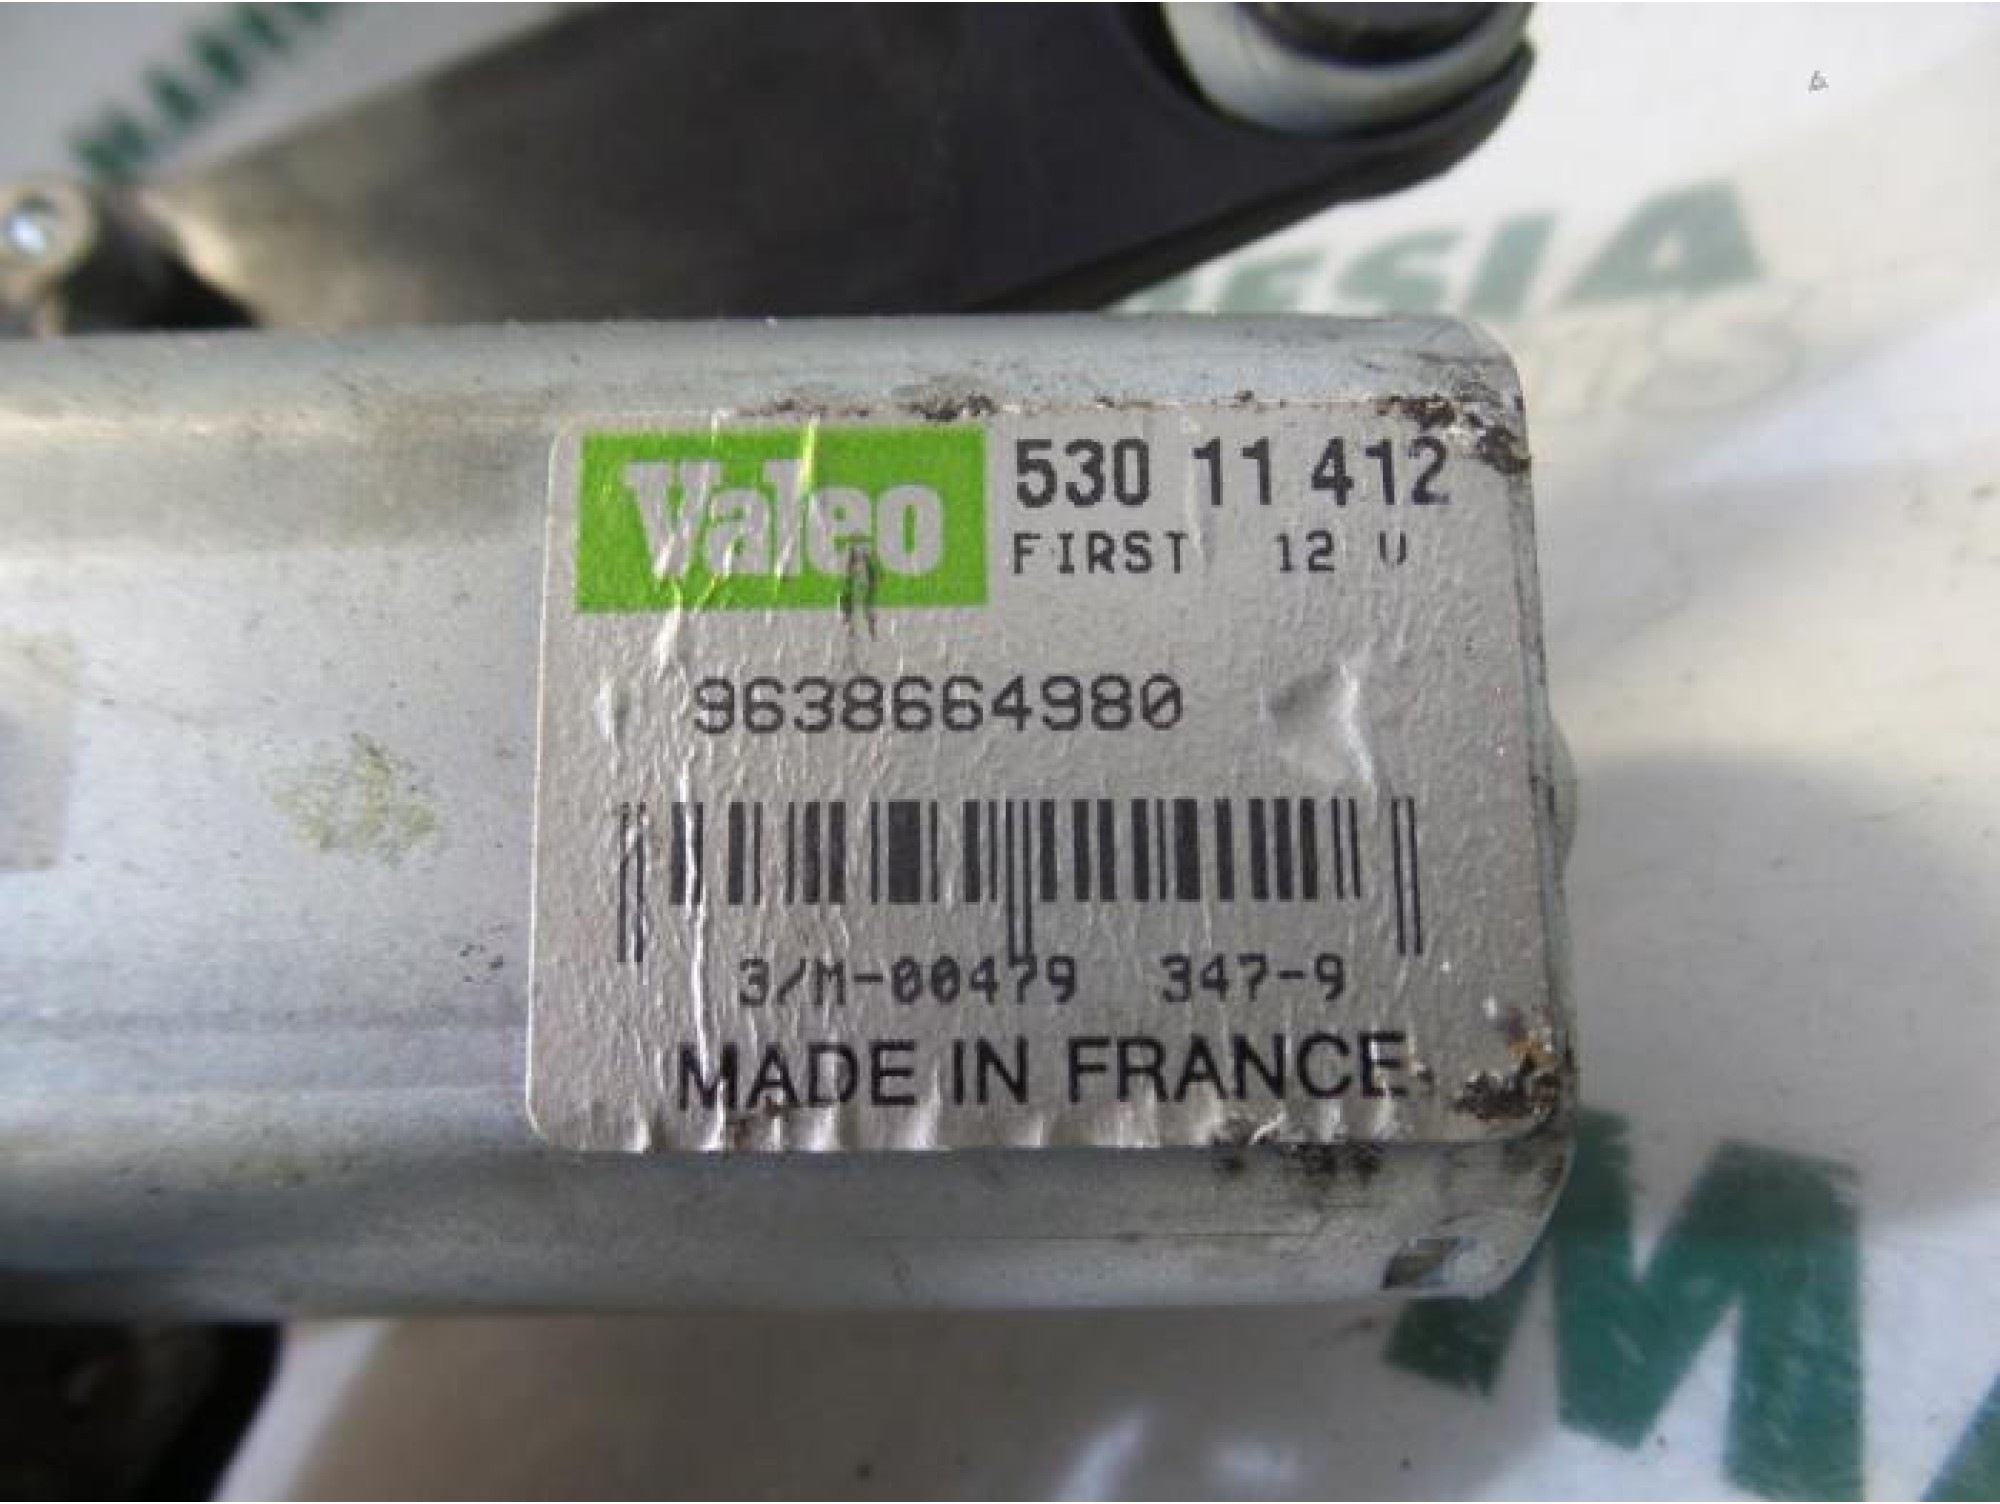 Valeo 530 11 412
FIRST 12 V
9638664980
3/M-00479 347-9
MADE IN FRANCE